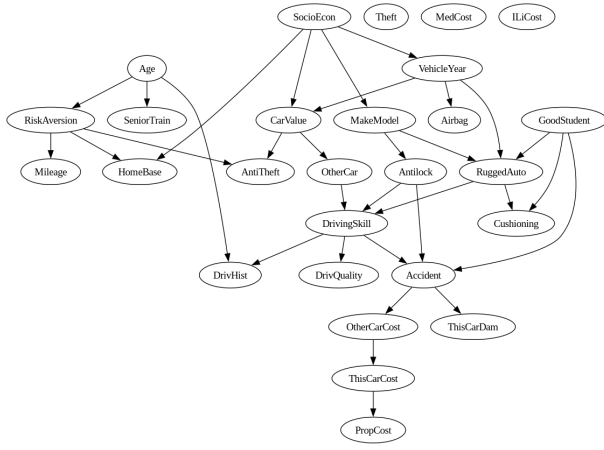 SocioEcon Theft MedCost ILiCost
Age VehicleYear
RiskAversion SeniorTrain CarValue MakeModel Airbag GoodStudent
Mileage HomeBase AntiTheft OtherCar Antilock RuggedAuto
DrivingSkill Cushioning
DrivHist DrivQuality Accident
OtherCarCost ThisCarDam
ThisCarCost
PropCost